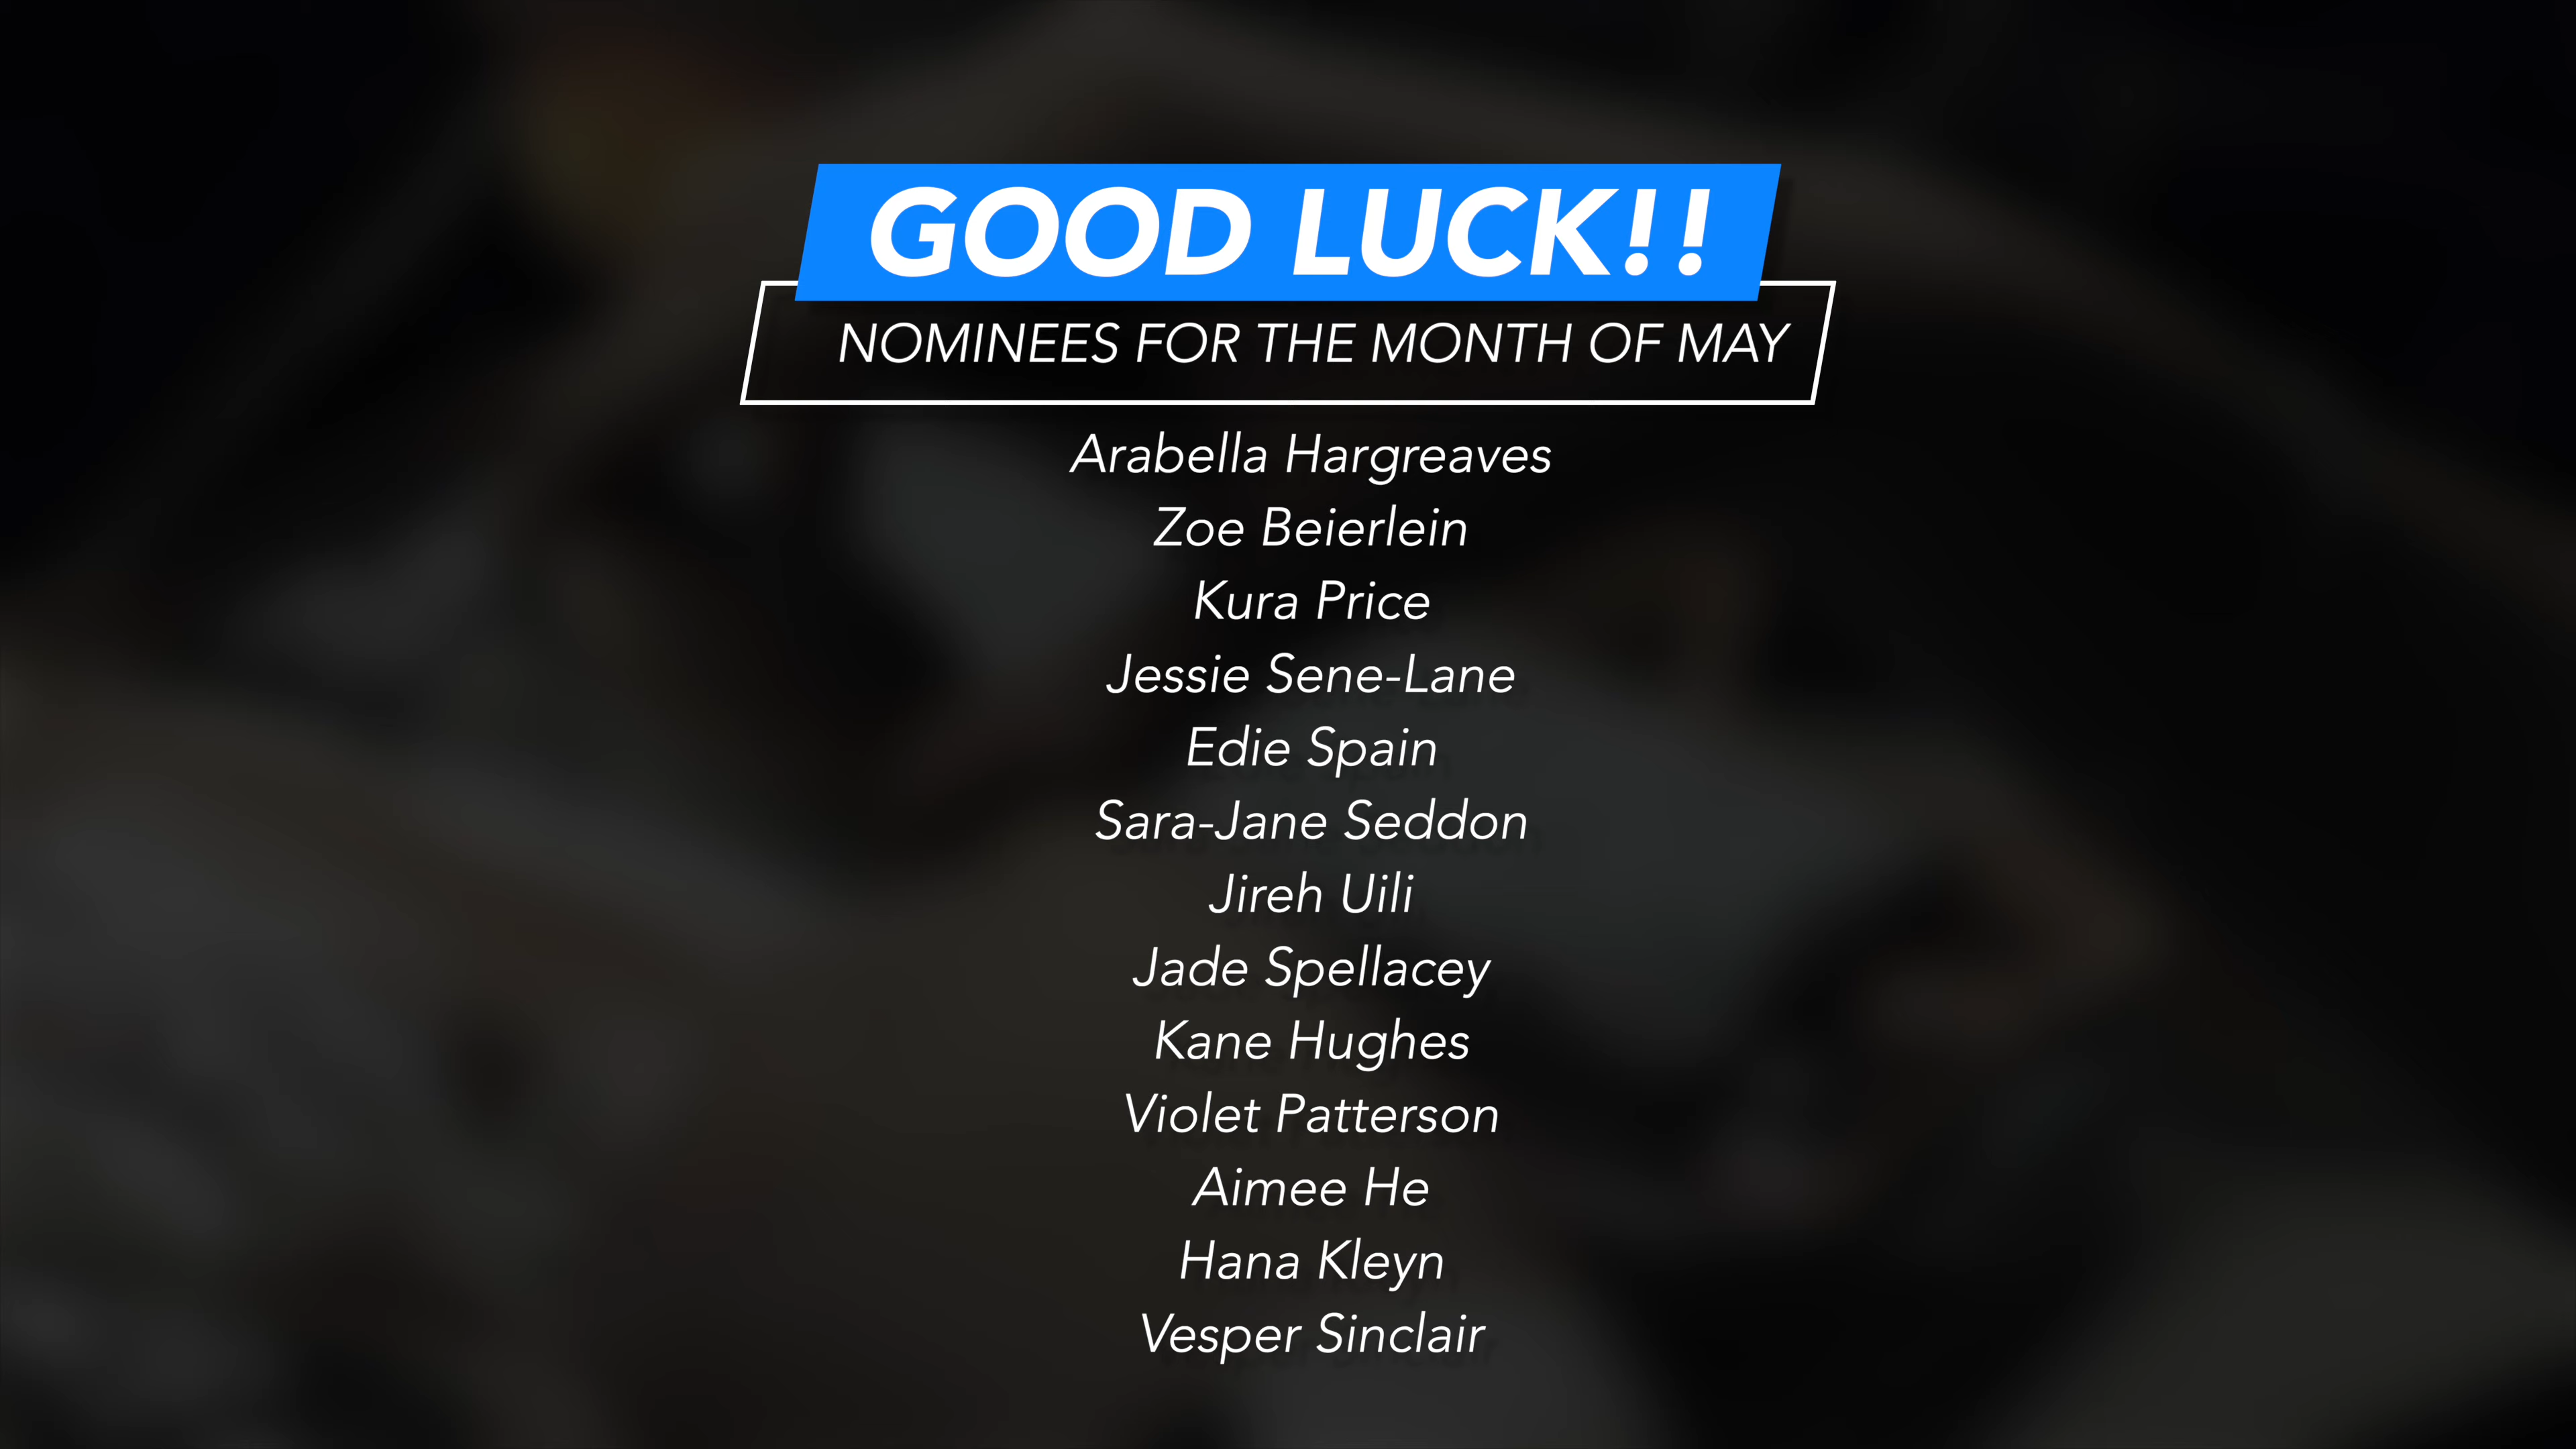 GOOD LUCK!!
NOMINEES FOR THE MONTH OF MAY
Arabella Hargreaves
Zoe Beierlein
Kura Price
Jessie Sene-Lane
Edie Spain
Sara-Jane Seddon
Jireh Uili
Jade Spellacey
Kane Hughes
Violet Patterson
Aimee He
Hana Kleyn
Vesper Sinclair